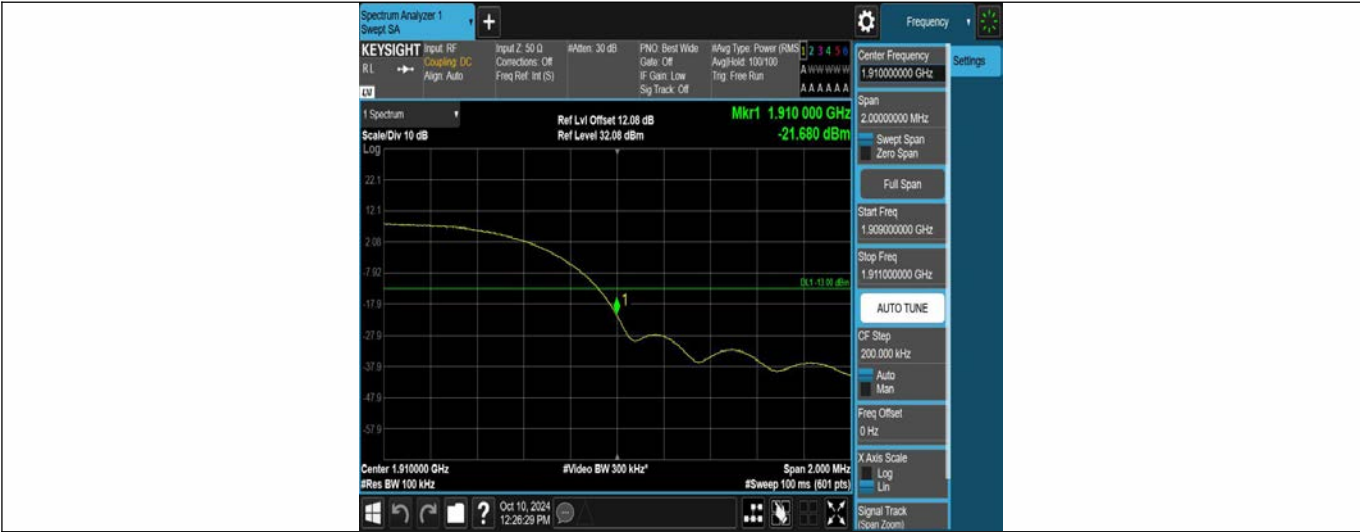 Spectrum Analyzer 1
Swept SA
Frequency
KEYSIGHT
RL
Input: RF
Coupling: DC
Align: Auto
Input Z: 50 Ω
Corrections: Off
Freq Ref: Int (S)
#Atten: 30 dB
PNO: Best Wide
Gate: Off
IF Gain: Low
Sig Track: Off
#Avg Type: Power (RMS
Avg|Hold: 100/100
Trig: Free Run
1 2 3 4 5 6
A W W W W W
A A A A A A
Center Frequency
1.910000000 GHz
Settings
1 Spectrum
Scale/Div 10 dB
Log
Ref Lvl Offset 12.08 dB
Ref Level 32.08 dBm
Mkr1 1.910 000 GHz
-21.680 dBm
Span
2.00000000 MHz
Swept Span
Zero Span
Full Span
Start Freq
1.909000000 GHz
Stop Freq
1.911000000 GHz
AUTO TUNE
CF Step
200.000 kHz
Auto
Man
Freq Offset
0 Hz
X Axis Scale
Log
Lin
Signal Track
(Span Zoom)
22.1
12.1
2.08
-7.92
-17.9
-27.9
-37.9
-47.9
-57.9
DL1 -13.00 dBm
1
Center 1.910000 GHz
#Res BW 100 kHz
#Video BW 300 kHz*
Span 2.000 MHz
#Sweep 100 ms (601 pts)
?
Oct 10, 2024
12:26:29 PM